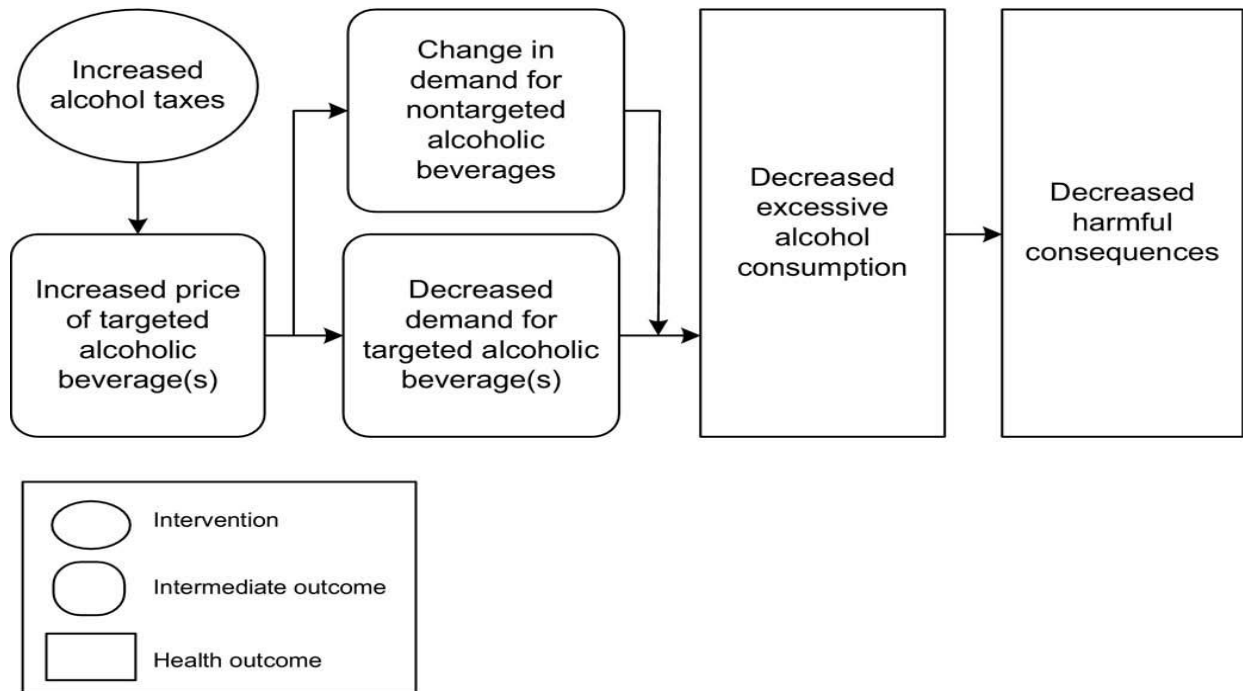 Increased
alcohol taxes
Increased price
of targeted
alcoholic
beverage(s)
Change in
demand for
nontargeted
alcoholic
beverages
Decreased
demand for
targeted alcoholic
beverage(s)
Decreased
excessive
alcohol
consumption
Decreased
harmful
consequences
Intervention
Intermediate outcome
Health outcome